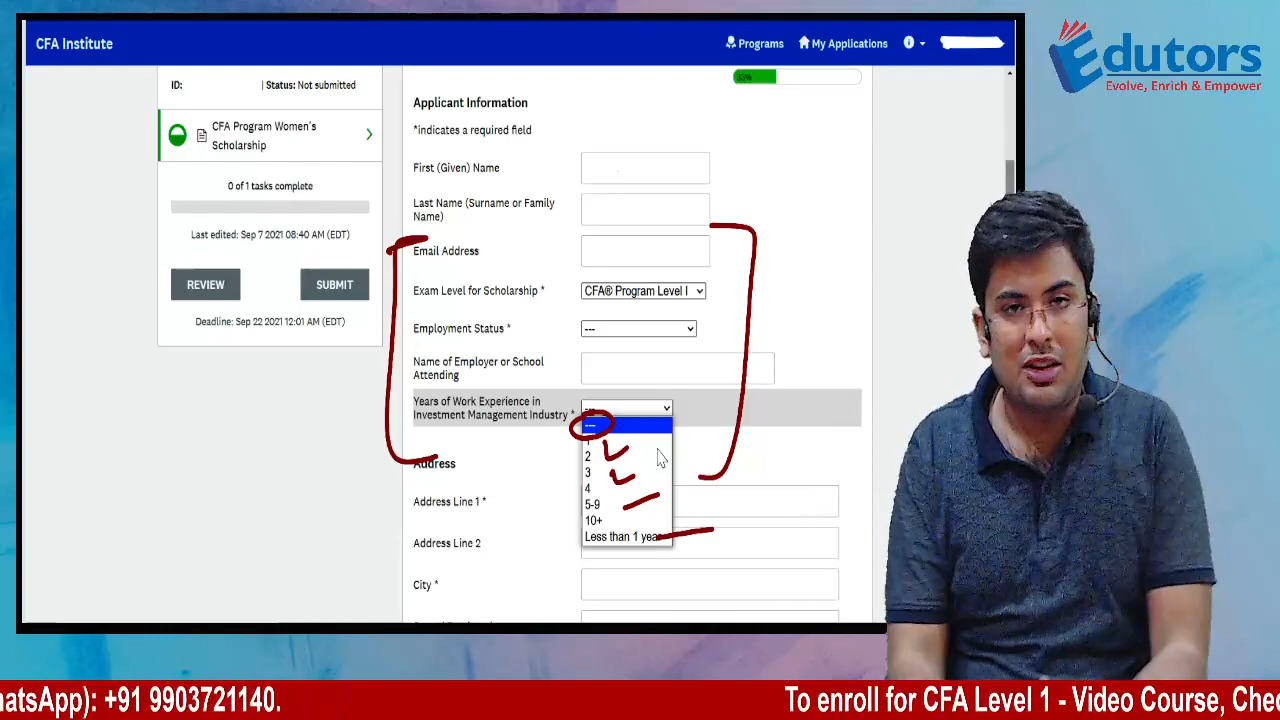 CFA Institute
Programs
My Applications
Edutors
Evolve, Enrich & Empower
ID: | Status: Not submitted
CFA Program Women's
Scholarship
0 of 1 tasks complete
Last edited: Sep 7 2021 08:40 AM (EDT)
REVIEW
SUBMIT
Deadline: Sep 22 2021 12:01 AM (EDT)
33%
Applicant Information
*indicates a required field
First (Given) Name
Last Name (Surname or Family
Name)
Email Address
Exam Level for Scholarship *
CFA® Program Level I
Employment Status *
---
Name of Employer or School
Attending
Years of Work Experience in
Investment Management Industry *
---
---
1
2
3
4
5-9
10+
Less than 1 year
Address
Address Line 1 *
Address Line 2
City *
hatsApp): +91 9903721140.
To enroll for CFA Level 1 - Video Course, Chec